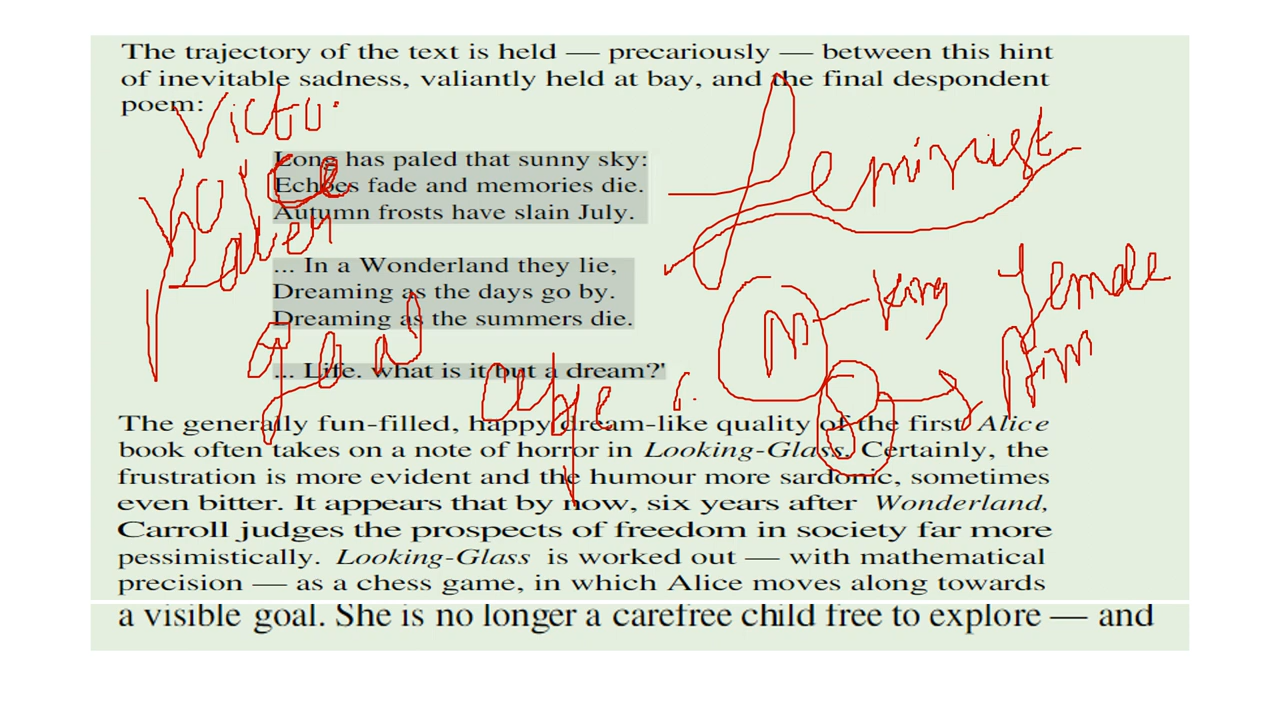 The trajectory of the text is held — precariously — between this hint
of inevitable sadness, valiantly held at bay, and the final despondent
poem:
Victo.
Feminist
Long has paled that sunny sky:
Echoes fade and memories die.
Autumn frosts have slain July.
... In a Wonderland they lie,
Dreaming as the days go by.
Dreaming as the summers die.
female
... Life. what is it but a dream?'
The generally fun-filled, happy dream-like quality of the first Alice
book often takes on a note of horror in Looking-Glass. Certainly, the
frustration is more evident and the humour more sardonic, sometimes
even bitter. It appears that by now, six years after Wonderland,
Carroll judges the prospects of freedom in society far more
pessimistically. Looking-Glass is worked out — with mathematical
precision — as a chess game, in which Alice moves along towards
a visible goal. She is no longer a carefree child free to explore — and